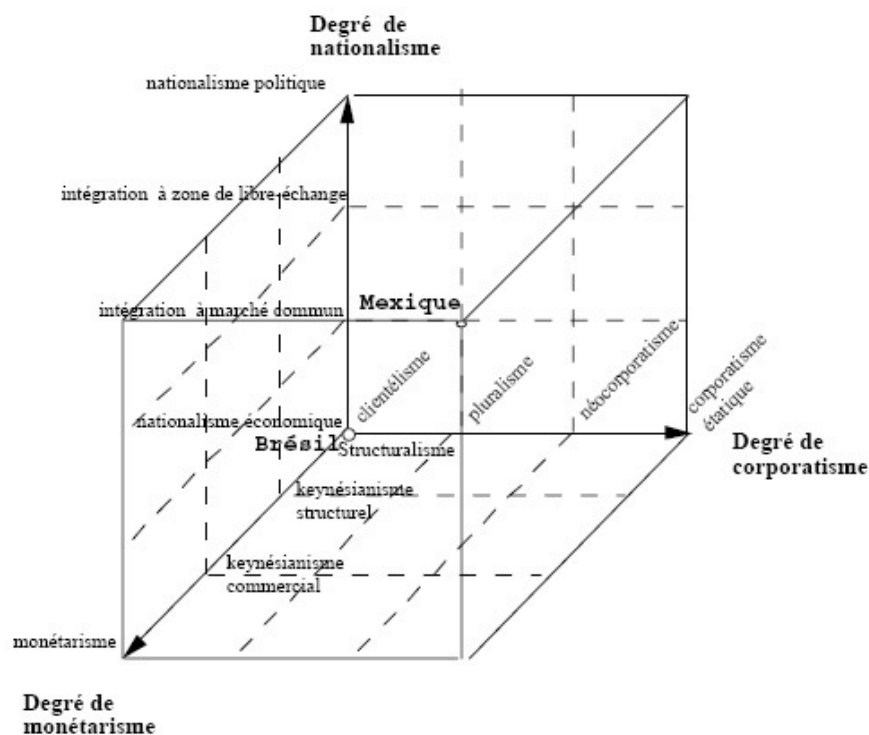 Degré de
nationalisme
nationalisme politique
intégration à zone de libre-échange
intégration à marché dommun
Mexique
clientélisme
pluralisme
néocorporatisme
corporatisme
étatique
nationalisme économique
Brésil
Structuralisme
Degré de
corporatisme
keynésianisme
structurel
keynésianisme
commercial
monétarisme
Degré de
monétarisme